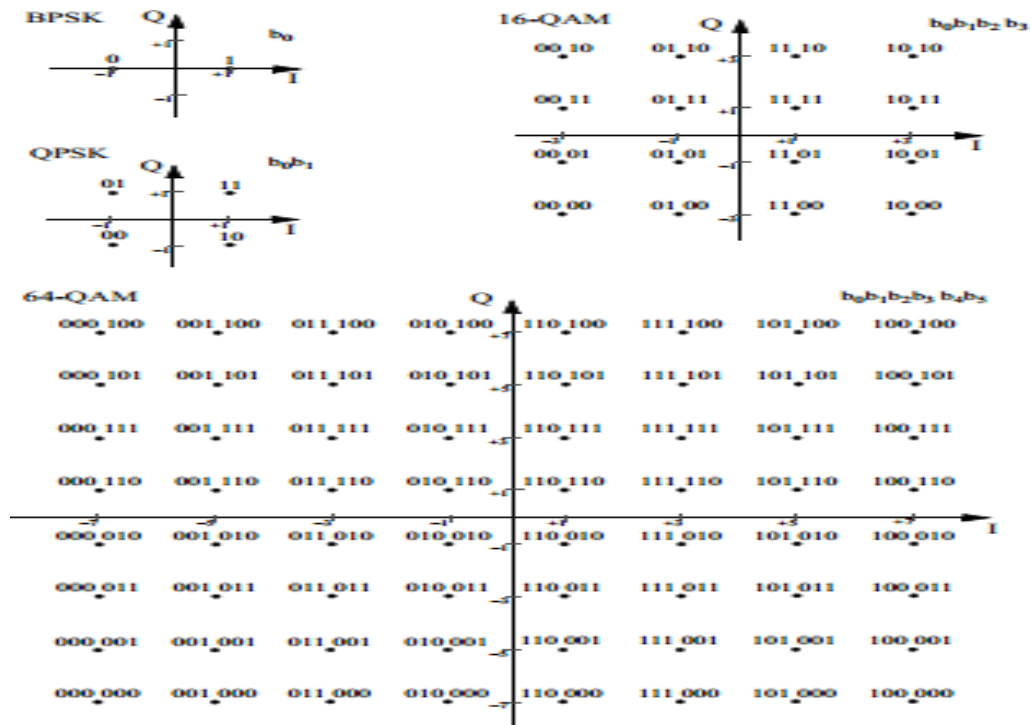 BPSK Q
+1 b0
0 1
−1 +1 I
−1
QPSK Q b0b1
01 11
+1
−1 +1 I
00 10
−1
16-QAM Q b0b1b2 b3
00 10 01 10 11 10 10 10
+3
00 11 01 11 11 11 10 11
+1
−3 −1 +1 +3 I
00 01 01 01 11 01 10 01
−1
00 00 01 00 11 00 10 00
−3
64-QAM Q b0b1b2b3 b4b5
000 100 001 100 011 100 010 100 110 100 111 100 101 100 100 100
+7
000 101 001 101 011 101 010 101 110 101 111 101 101 101 100 101
+5
000 111 001 111 011 111 010 111 110 111 111 111 101 111 100 111
+3
000 110 001 110 011 110 010 110 110 110 111 110 101 110 100 110
+1
−7 −5 −3 −1 +1 +3 +5 +7 I
000 010 001 010 011 010 010 010 110 010 111 010 101 010 100 010
−1
000 011 001 011 011 011 010 011 110 011 111 011 101 011 100 011
−3
000 001 001 001 011 001 010 001 110 001 111 001 101 001 100 001
−5
000 000 001 000 011 000 010 000 110 000 111 000 101 000 100 000
−7